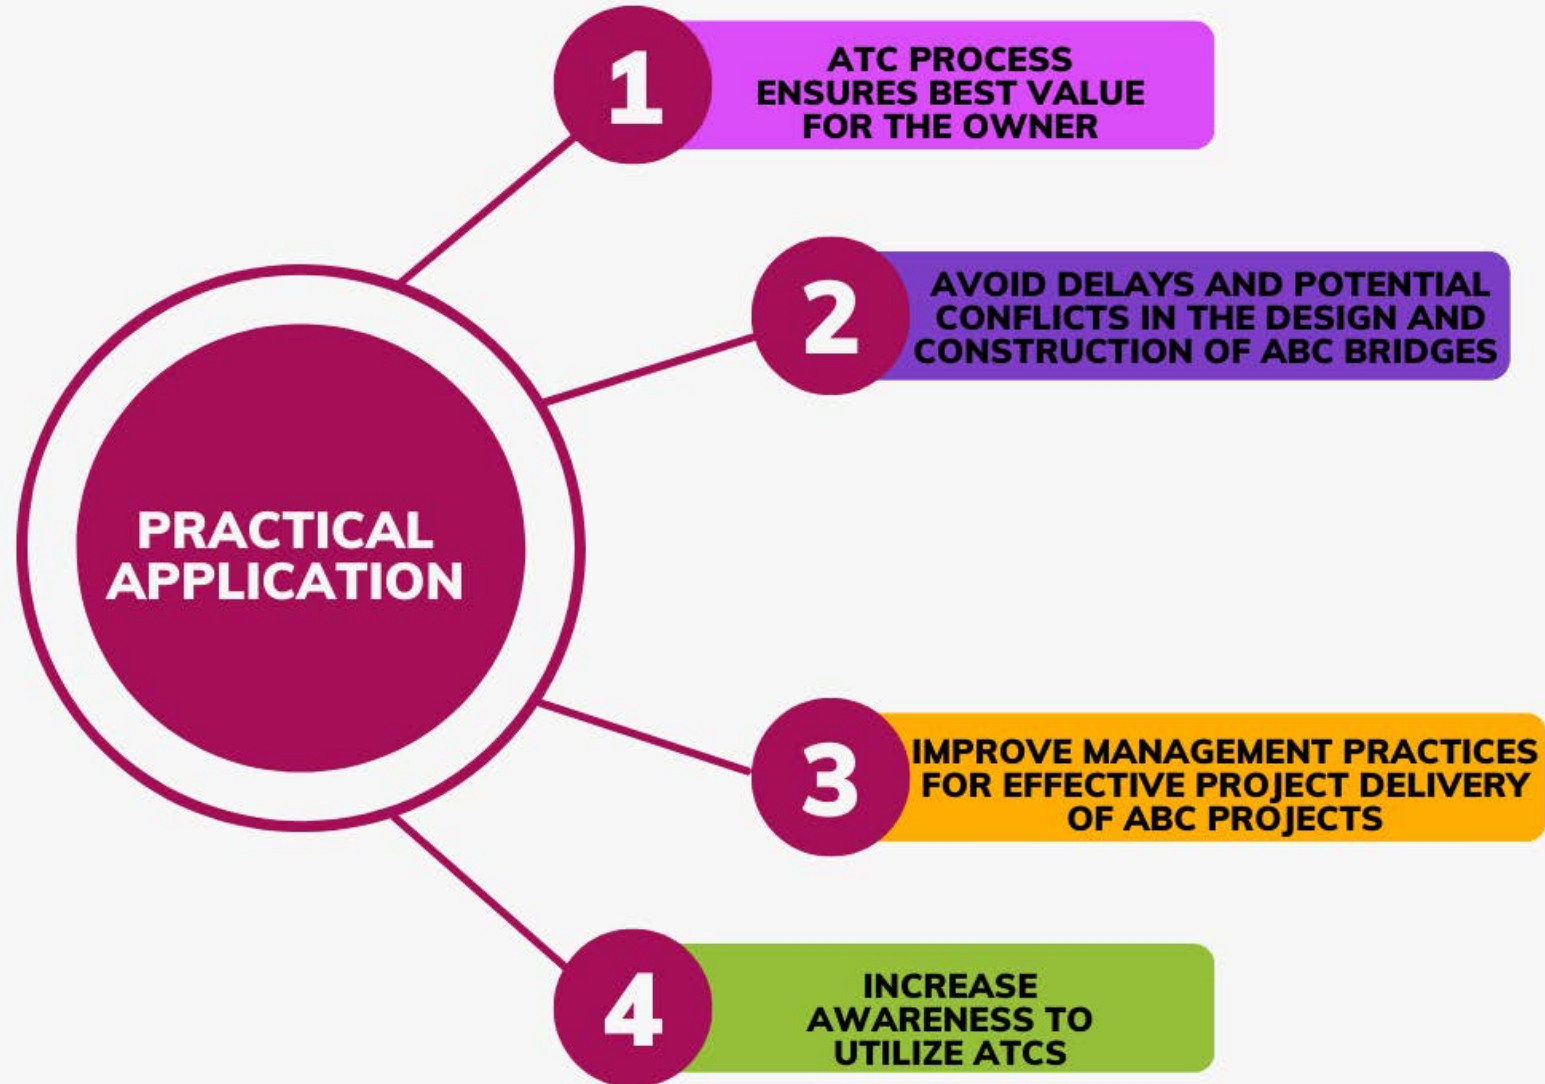 1
ATC PROCESS
ENSURES BEST VALUE
FOR THE OWNER
2
AVOID DELAYS AND POTENTIAL
CONFLICTS IN THE DESIGN AND
CONSTRUCTION OF ABC BRIDGES
PRACTICAL
APPLICATION
3
IMPROVE MANAGEMENT PRACTICES
FOR EFFECTIVE PROJECT DELIVERY
OF ABC PROJECTS
4
INCREASE
AWARENESS TO
UTILIZE ATCS